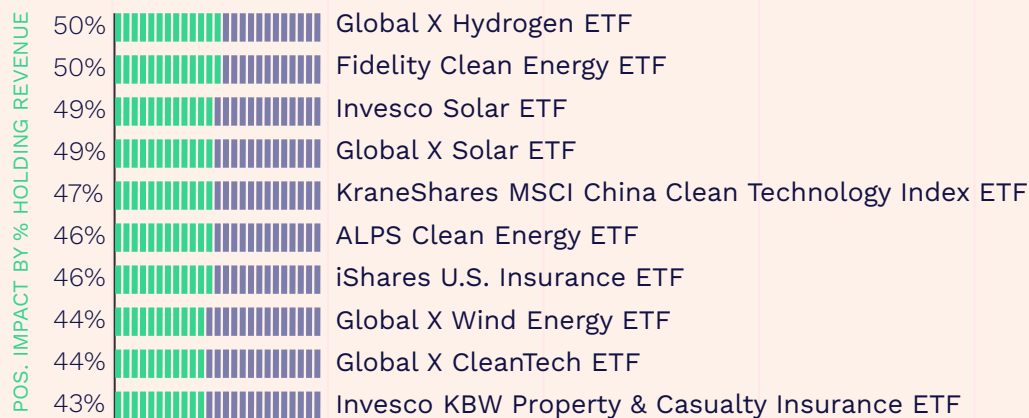 POS. IMPACT BY % HOLDING REVENUE
50% Global X Hydrogen ETF
50% Fidelity Clean Energy ETF
49% Invesco Solar ETF
49% Global X Solar ETF
47% KraneShares MSCI China Clean Technology Index ETF
46% ALPS Clean Energy ETF
46% iShares U.S. Insurance ETF
44% Global X Wind Energy ETF
44% Global X CleanTech ETF
43% Invesco KBW Property & Casualty Insurance ETF